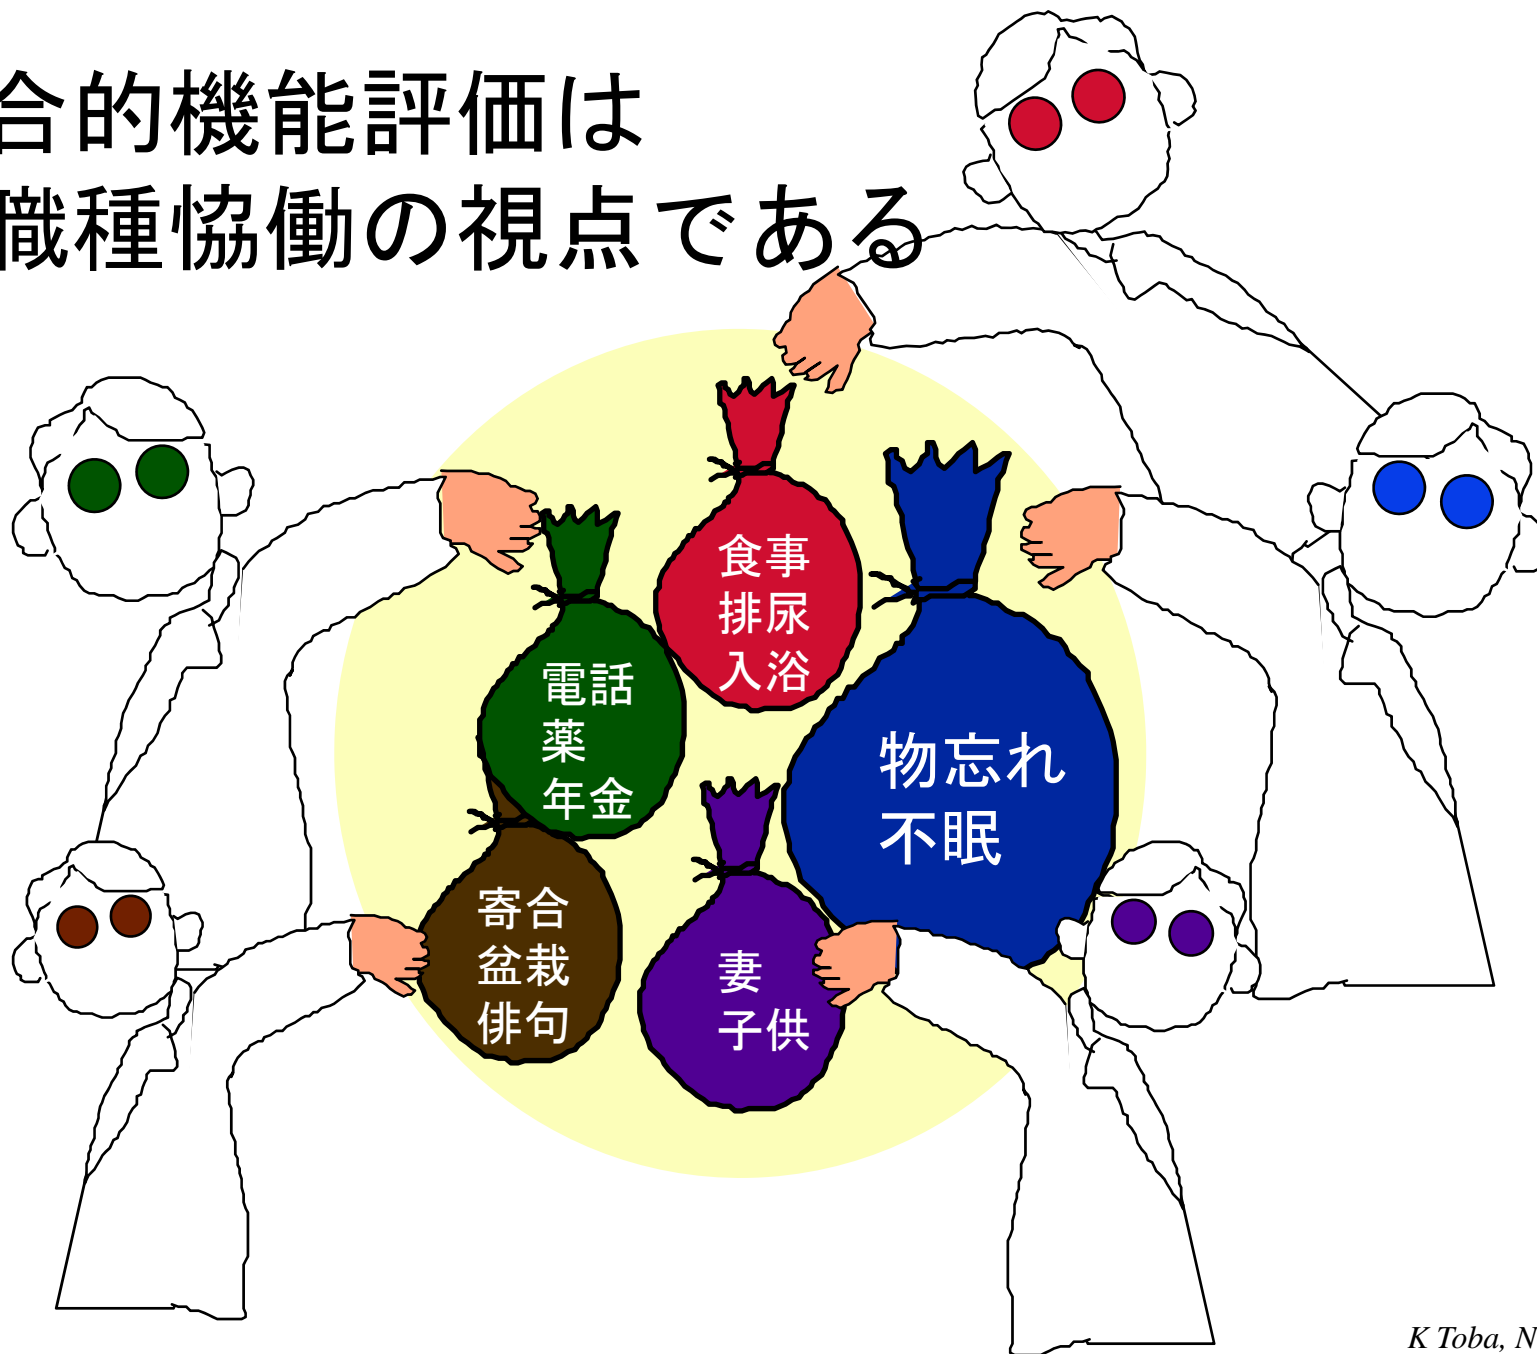 合的機能評価は
職種恊働の視点である
食事
排尿
入浴
電話
薬
年金
物忘れ
不眠
寄合
盆栽
俳句
妻
子供
K Toba, N